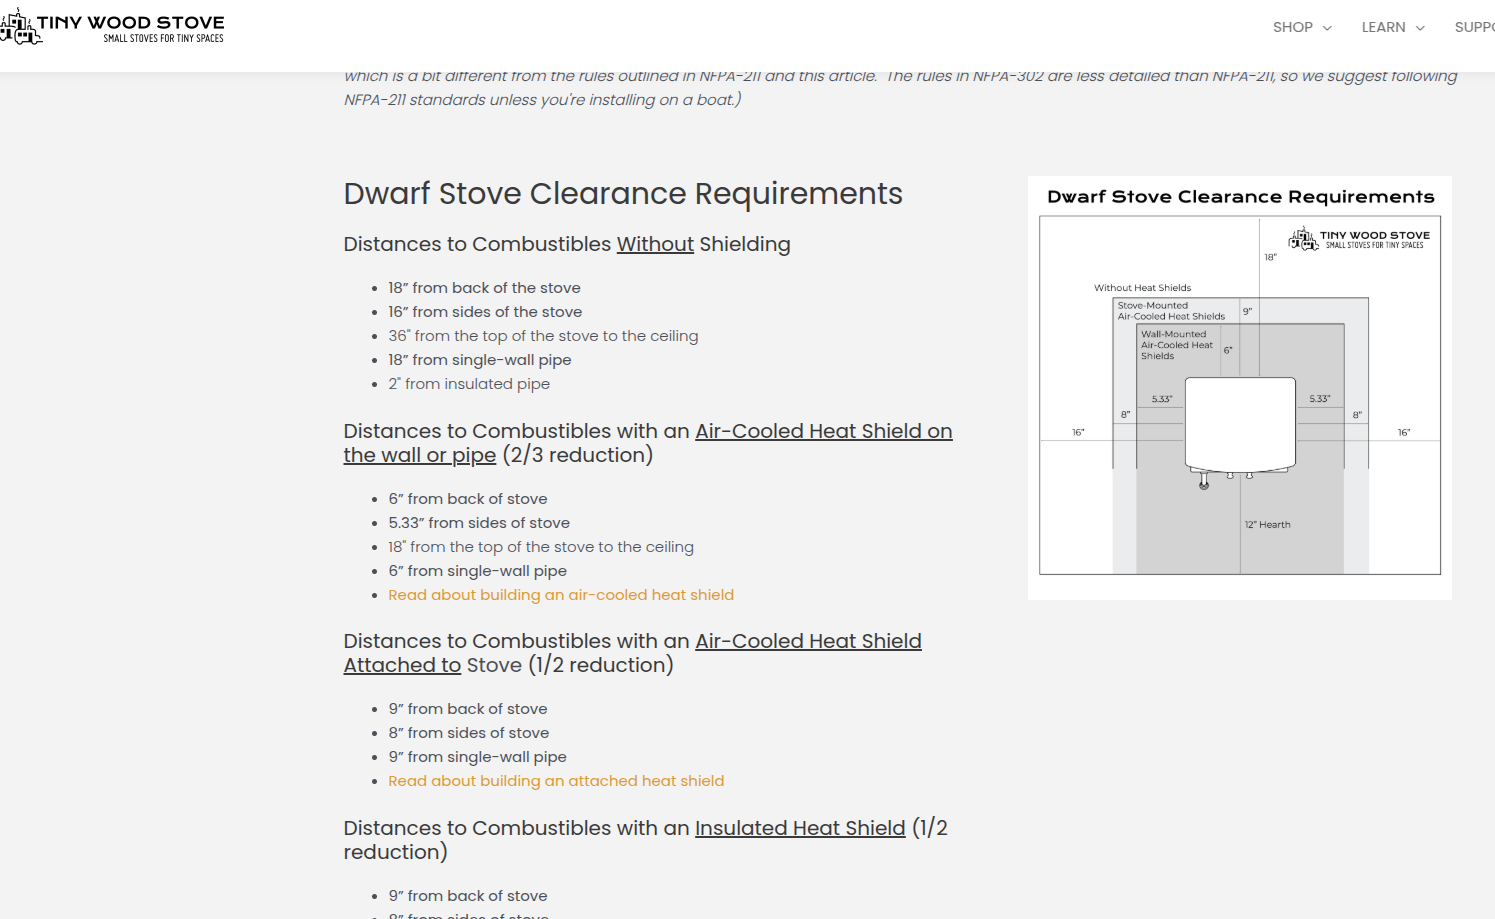 TINY WOOD STOVE
SMALL STOVES FOR TINY SPACES
SHOP
LEARN
which is a bit different from the rules outlined in NFPA-211 and this article.  The rules in NFPA-302 are less detailed than NFPA-211, so we suggest following
NFPA-211 standards unless you're installing on a boat.)
Dwarf Stove Clearance Requirements
Distances to Combustibles Without Shielding
• 18” from back of the stove
• 16” from sides of the stove
• 36" from the top of the stove to the ceiling
• 18” from single-wall pipe
• 2" from insulated pipe
Distances to Combustibles with an Air-Cooled Heat Shield on
the wall or pipe (2/3 reduction)
• 6” from back of stove
• 5.33” from sides of stove
• 18" from the top of the stove to the ceiling
• 6” from single-wall pipe
• Read about building an air-cooled heat shield
Distances to Combustibles with an Air-Cooled Heat Shield
Attached to Stove (1/2 reduction)
• 9” from back of stove
• 8” from sides of stove
• 9” from single-wall pipe
• Read about building an attached heat shield
Distances to Combustibles with an Insulated Heat Shield (1/2
reduction)
• 9” from back of stove
• 8” from sides of stove
Dwarf Stove Clearance Requirements
TINY WOOD STOVE
SMALL STOVES FOR TINY SPACES
18”
Without Heat Shields
Stove-Mounted
Air-Cooled Heat Shields
9”
Wall-Mounted
Air-Cooled Heat
Shields
6”
5.33”
5.33”
8”
8”
16”
16”
12” Hearth